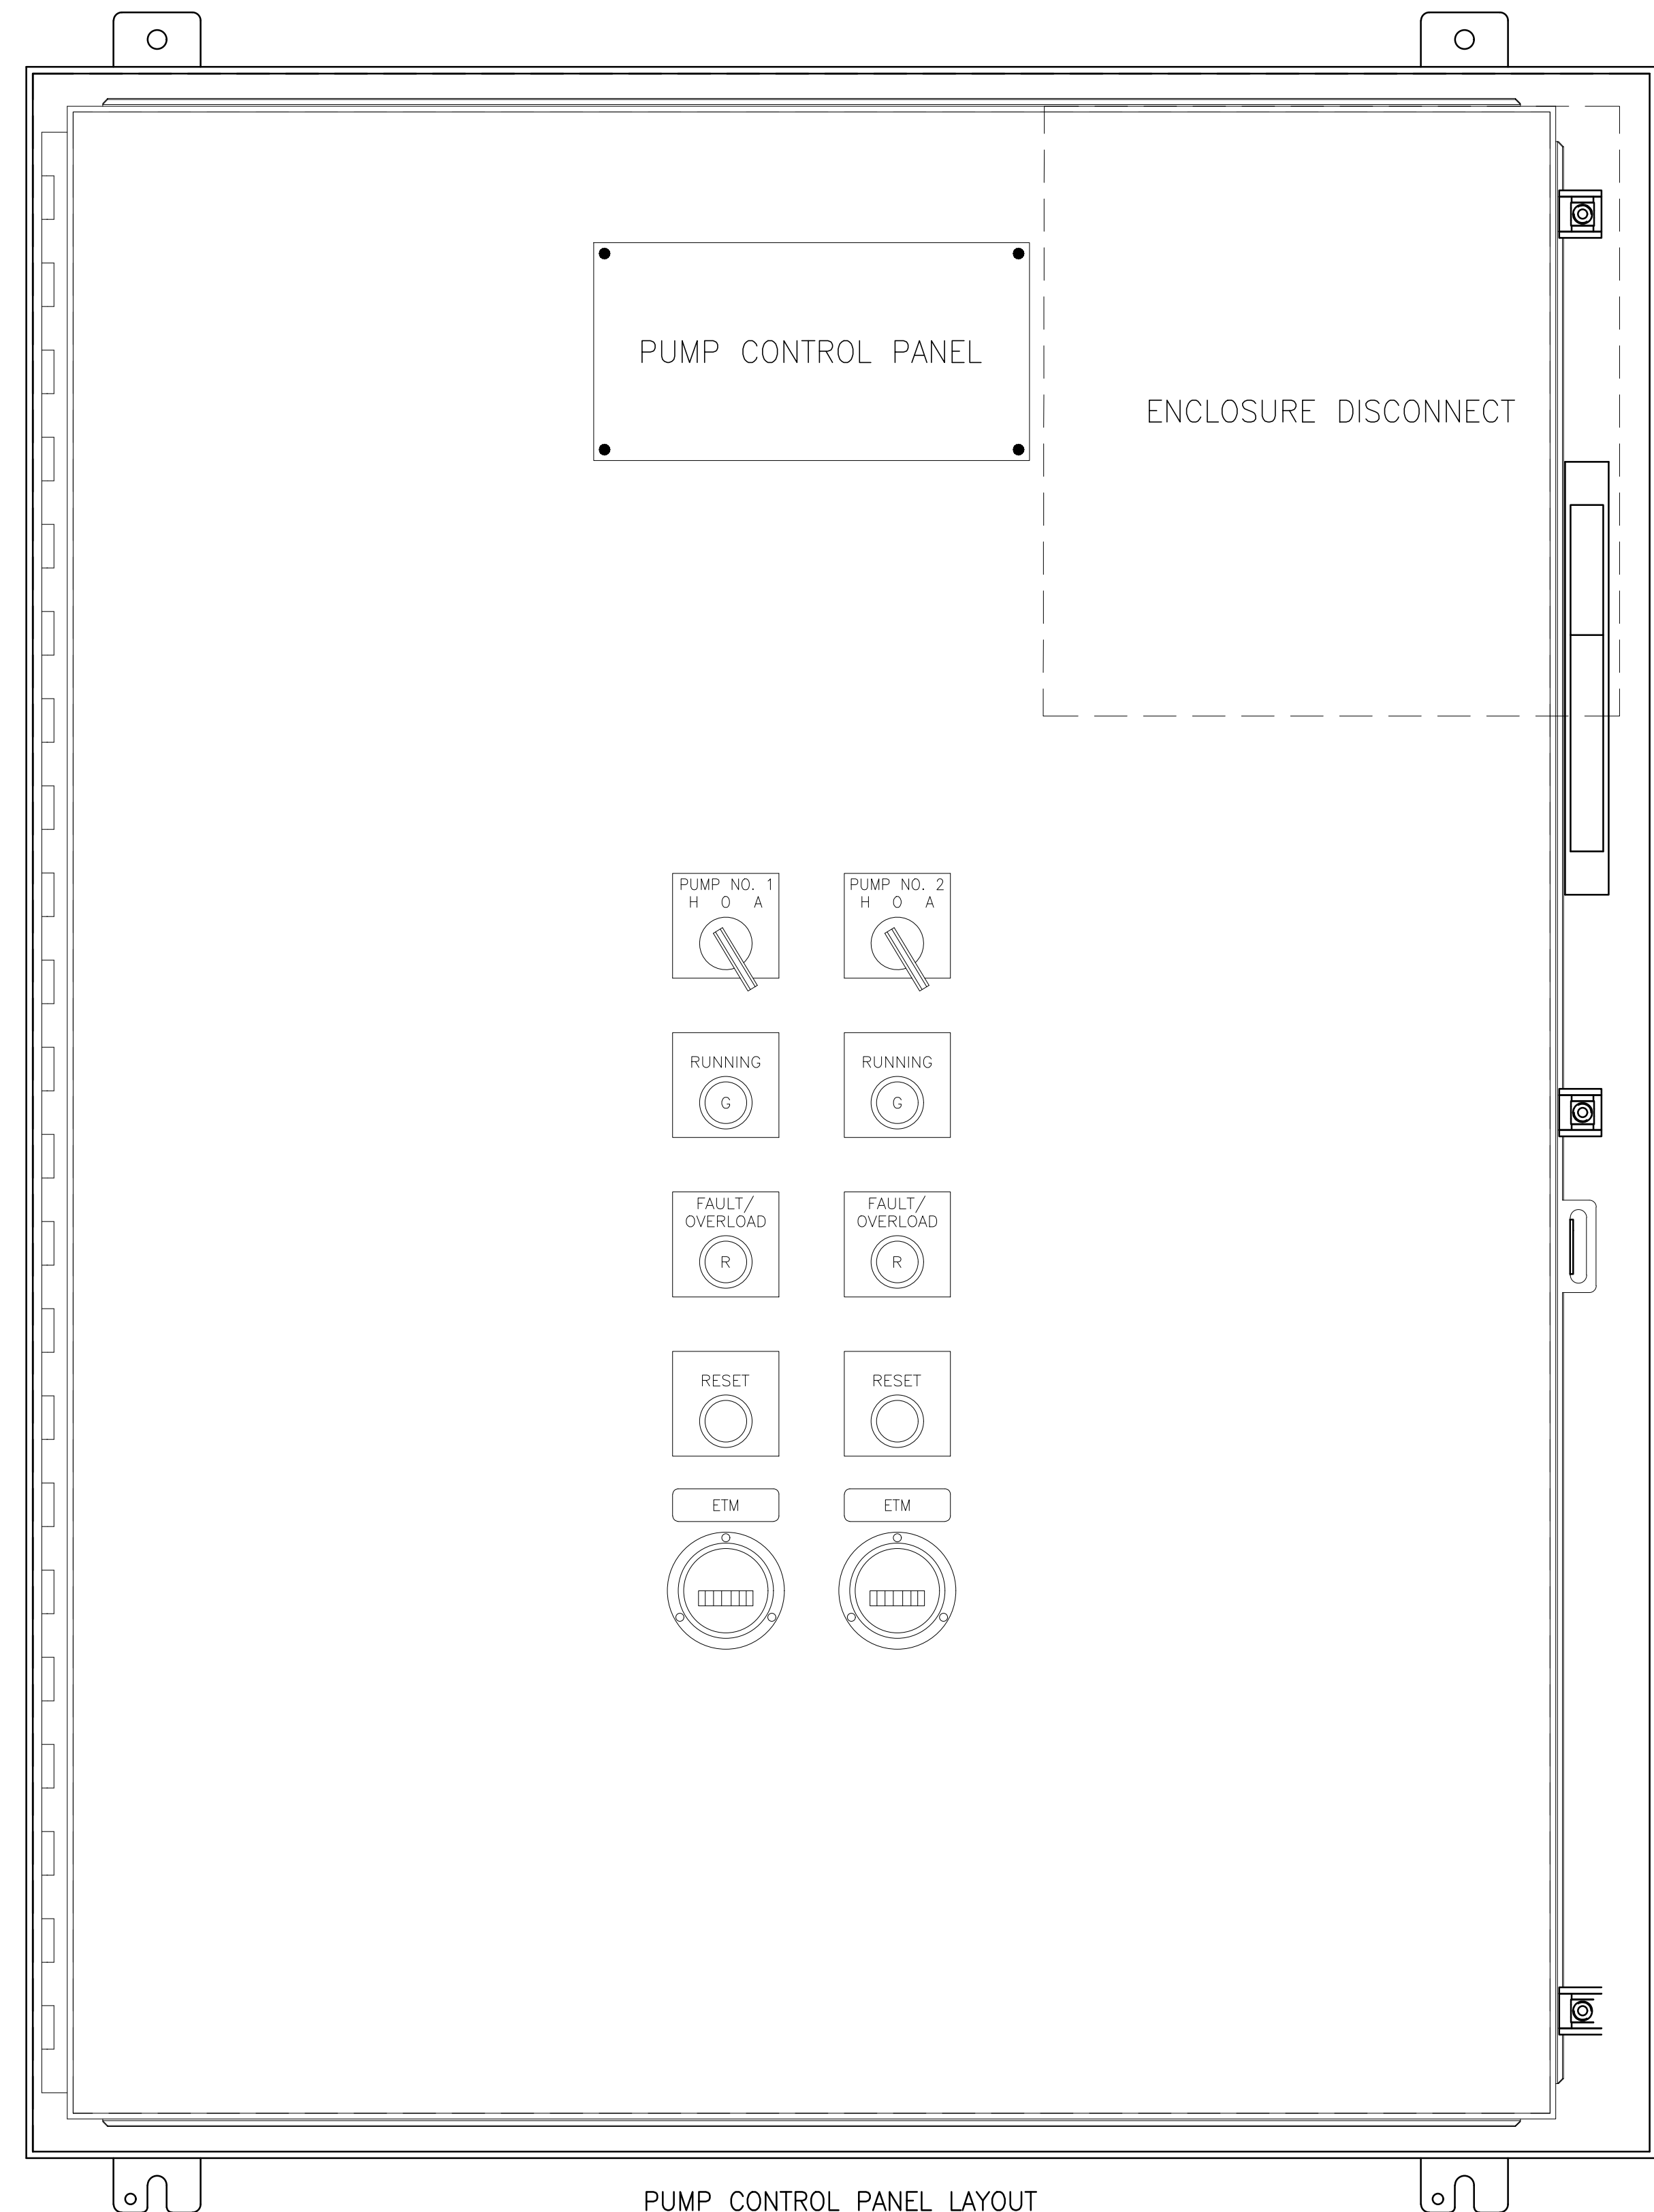 PUMP CONTROL PANEL
ENCLOSURE DISCONNECT
PUMP NO. 1
H O A
PUMP NO. 2
H O A
RUNNING
G
RUNNING
G
FAULT/
OVERLOAD
R
FAULT/
OVERLOAD
R
RESET
RESET
ETM
ETM
PUMP CONTROL PANEL LAYOUT